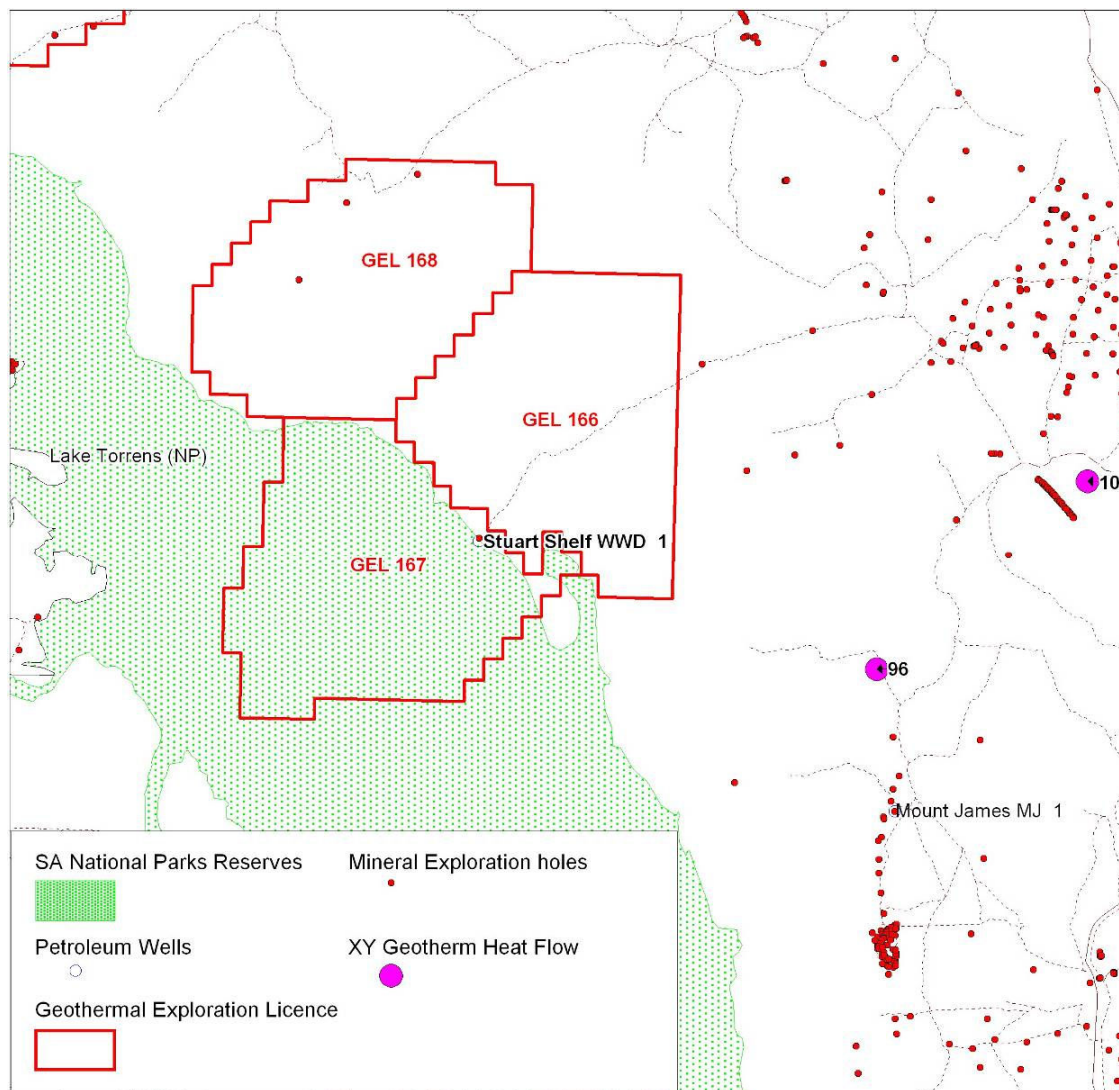 GEL 168
GEL 166
Lake Torrens (NP)
10
Stuart Shelf WWD 1
GEL 167
96
Mount James MJ 1
SA National Parks Reserves
Mineral Exploration holes
Petroleum Wells
XY Geotherm Heat Flow
Geothermal Exploration Licence